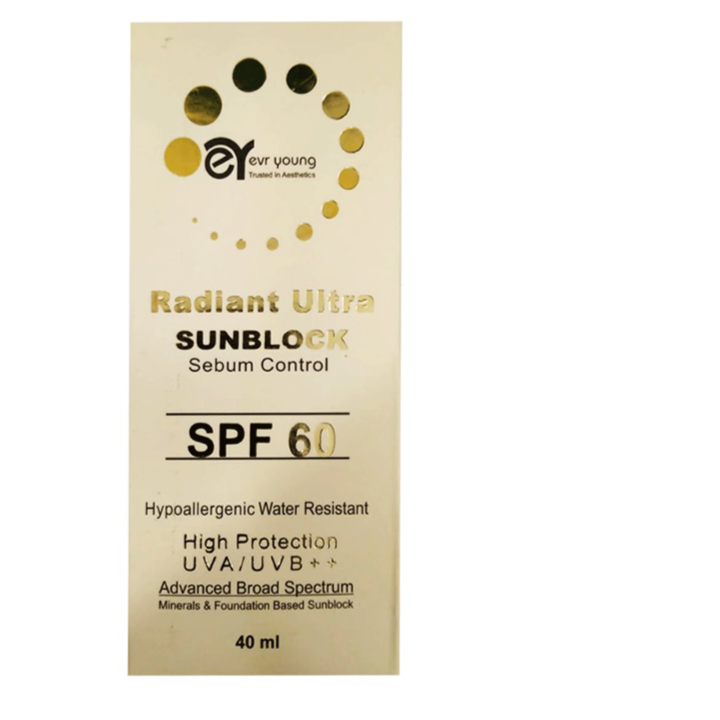 eY evr young
Trusted in Aesthetics
Radiant Ultra
SUNBLOCK
Sebum Control
SPF 60
Hypoallergenic Water Resistant
High Protection
UVA/UVB++
Advanced Broad Spectrum
Minerals & Foundation Based Sunblock
40 ml